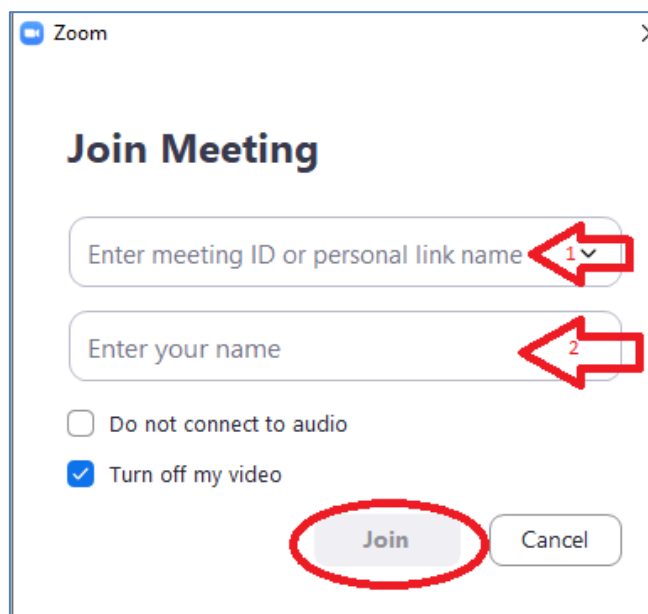 Zoom
Join Meeting
Enter meeting ID or personal link name 1
Enter your name 2
Do not connect to audio
Turn off my video
Join Cancel